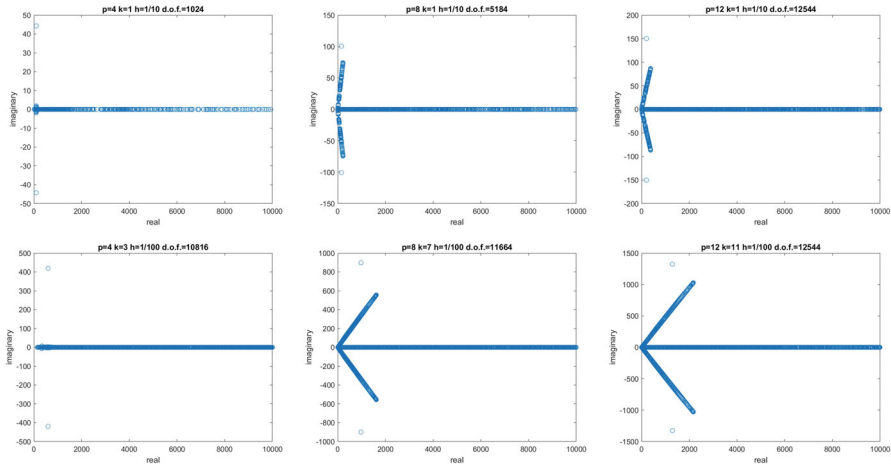 p=4 k=1 h=1/10 d.o.f.=1024
50
40
30
20
10
0
-10
-20
-30
-40
-50
imaginary
0 2000 4000 6000 8000 10000
real
p=8 k=1 h=1/10 d.o.f.=5184
150
100
50
0
-50
-100
-150
imaginary
0 2000 4000 6000 8000 10000
real
p=12 k=1 h=1/10 d.o.f.=12544
200
150
100
50
0
-50
-100
-150
-200
imaginary
0 2000 4000 6000 8000 10000
real
p=4 k=3 h=1/100 d.o.f.=10816
500
400
300
200
100
0
-100
-200
-300
-400
-500
imaginary
0 2000 4000 6000 8000 10000
real
p=8 k=7 h=1/100 d.o.f.=11664
1000
800
600
400
200
0
-200
-400
-600
-800
-1000
imaginary
0 2000 4000 6000 8000 10000
real
p=12 k=11 h=1/100 d.o.f.=12544
1500
1000
500
0
-500
-1000
-1500
imaginary
0 2000 4000 6000 8000 10000
real